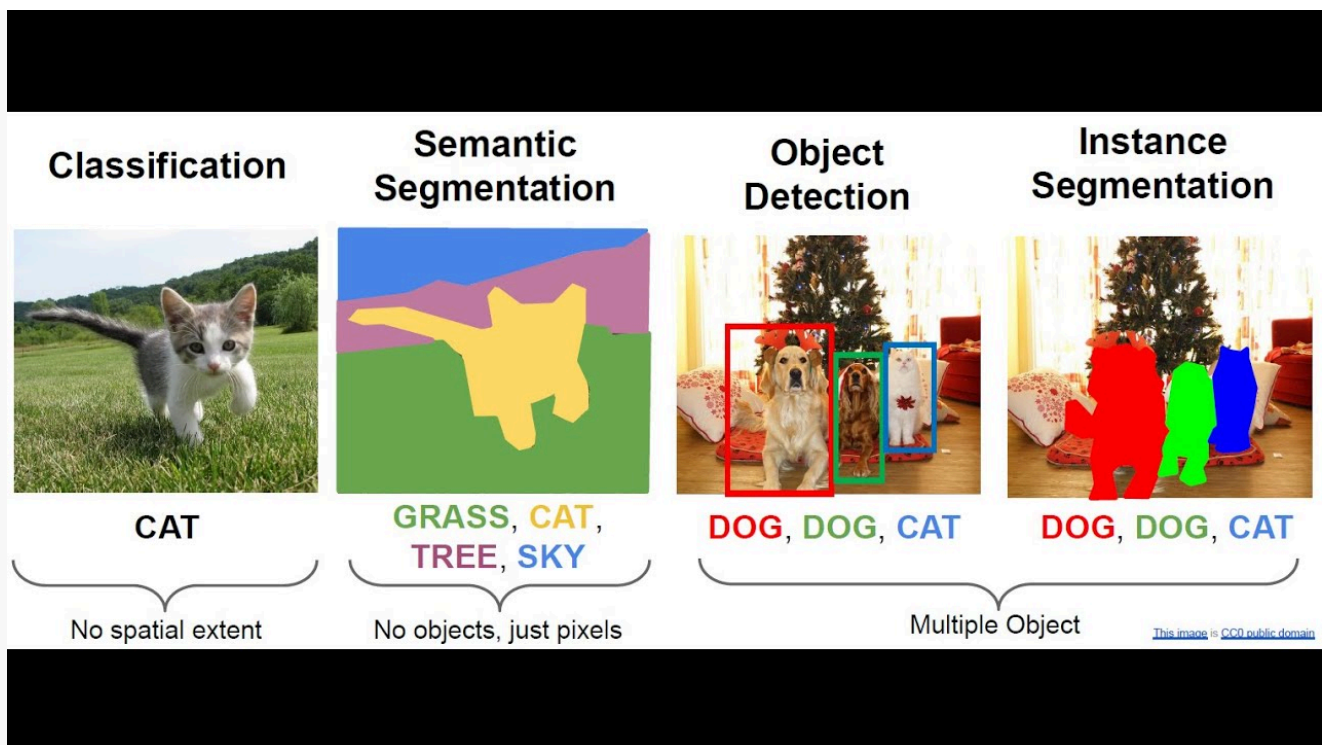 Classification
CAT
No spatial extent
Semantic
Segmentation
GRASS, CAT,
TREE, SKY
No objects, just pixels
Object
Detection
DOG, DOG, CAT
Instance
Segmentation
DOG, DOG, CAT
Multiple Object
This image is CC0 public domain